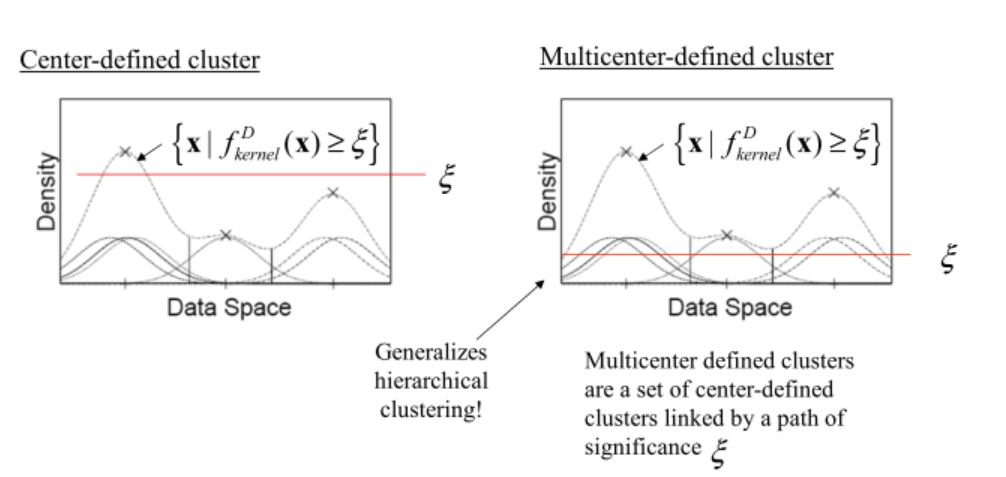 Center-defined cluster
Multicenter-defined cluster
{x | f^D_kernel(x) ≥ ξ}
ξ
Density
Data Space
{x | f^D_kernel(x) ≥ ξ}
ξ
Density
Data Space
Generalizes
hierarchical
clustering!
Multicenter defined clusters
are a set of center-defined
clusters linked by a path of
significance ξ